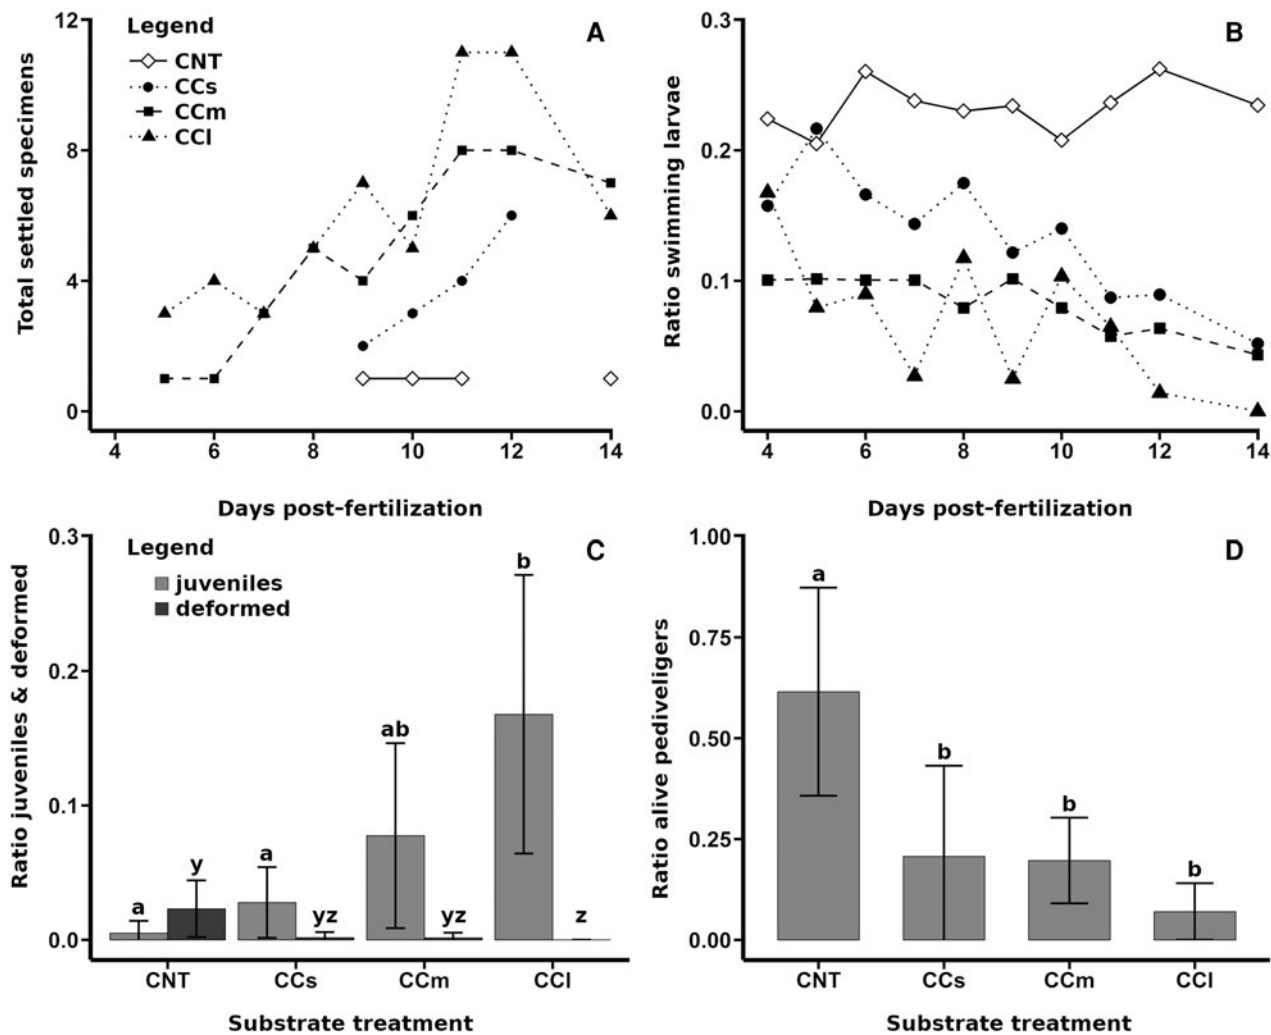 A
Legend
CNT
CCs
CCm
CCl
Total settled specimens
12
8
4
0
4 6 8 10 12 14
Days post-fertilization
B
Ratio swimming larvae
0.3
0.2
0.1
0.0
4 6 8 10 12 14
Days post-fertilization
C
Legend
juveniles
deformed
Ratio juveniles & deformed
0.3
0.2
0.1
0.0
a y a yz ab yz b z
CNT CCs CCm CCl
Substrate treatment
D
Ratio alive pediveligers
1.00
0.75
0.50
0.25
0.00
a b b b
CNT CCs CCm CCl
Substrate treatment